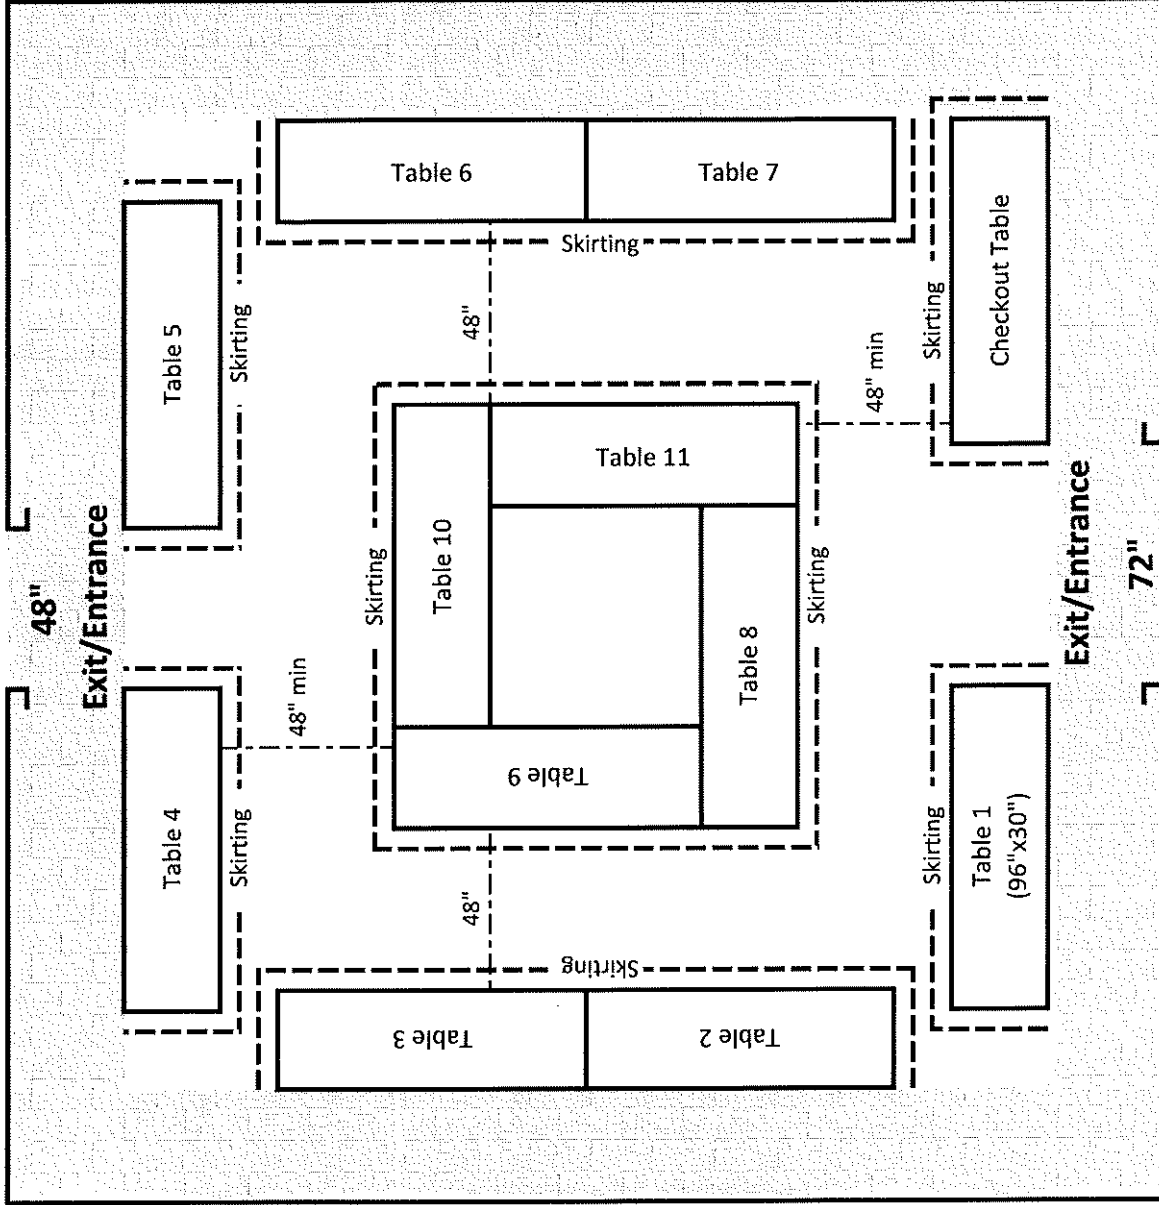 48"
Exit/Entrance
Table 4
Table 5
Skirting
Skirting
48" min
Table 3
Table 2
Skirting
48"
Skirting
Table 10
Table 9
Table 11
Table 8
Skirting
48"
Table 6
Table 7
Skirting
48" min
Skirting
Skirting
Table 1
(96"x30")
Checkout Table
Exit/Entrance
72"